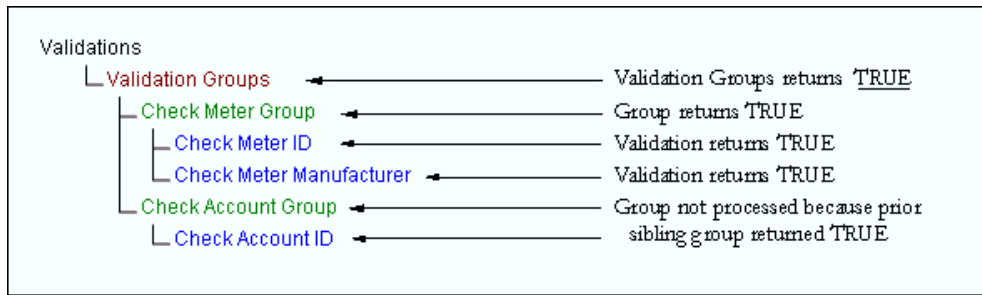 Validations
Validation Groups Validation Groups returns TRUE
Check Meter Group Group returns TRUE
Check Meter ID Validation returns TRUE
Check Meter Manufacturer Validation returns TRUE
Check Account Group Group not processed because prior
Check Account ID sibling group returned TRUE